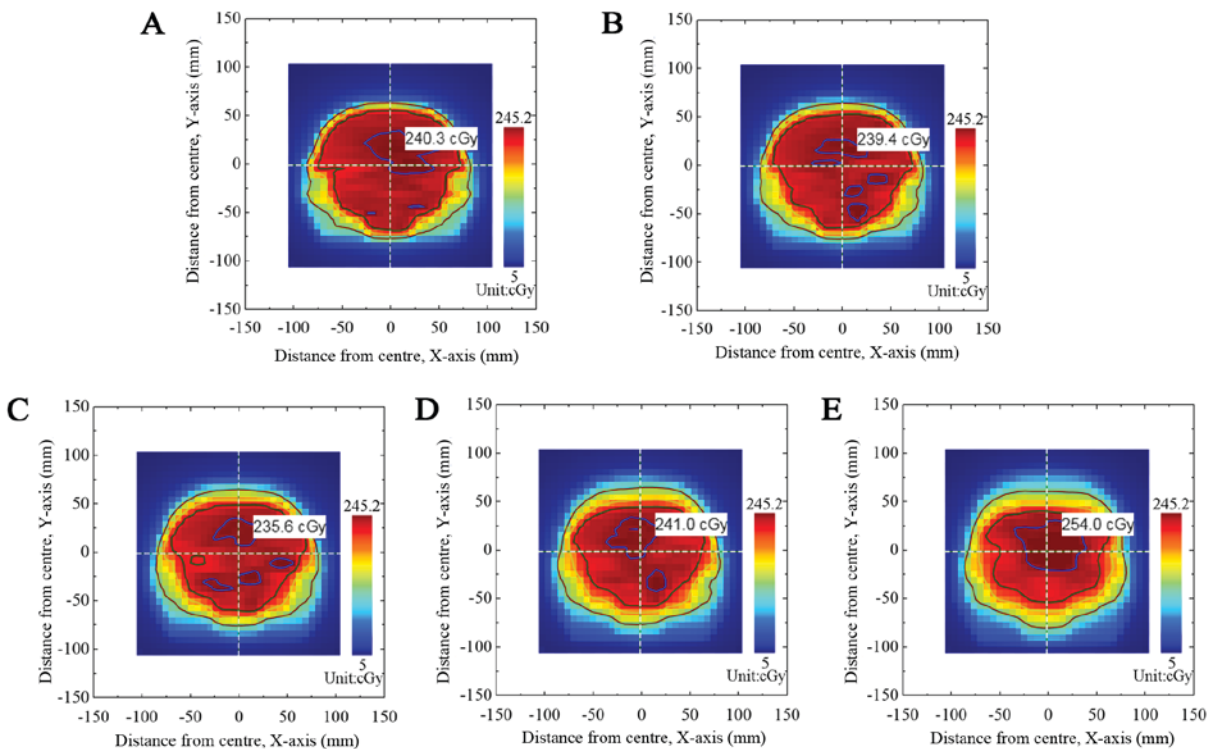 A
B
Distance from centre, Y-axis (mm)
150
100
50
0
-50
-100
-150
240.3 cGy
245.2
5
Unit:cGy
-150 -100 -50 0 50 100 150
Distance from centre, X-axis (mm)
Distance from centre, Y-axis (mm)
150
100
50
0
-50
-100
-150
239.4 cGy
245.2
5
Unit:cGy
-150 -100 -50 0 50 100 150
Distance from centre, X-axis (mm)
C
D
E
Distance from centre, Y-axis (mm)
150
100
50
0
-50
-100
-150
235.6 cGy
245.2
5
Unit:cGy
-150 -100 -50 0 50 100 150
Distance from centre, X-axis (mm)
Distance from centre, Y-axis (mm)
150
100
50
0
-50
-100
-150
241.0 cGy
245.2
5
Unit:cGy
-150 -100 -50 0 50 100 150
Distance from centre, X-axis (mm)
Distance from centre, Y-axis (mm)
150
100
50
0
-50
-100
-150
254.0 cGy
245.2
5
Unit:cGy
-150 -100 -50 0 50 100 150
Distance from centre, X-axis (mm)